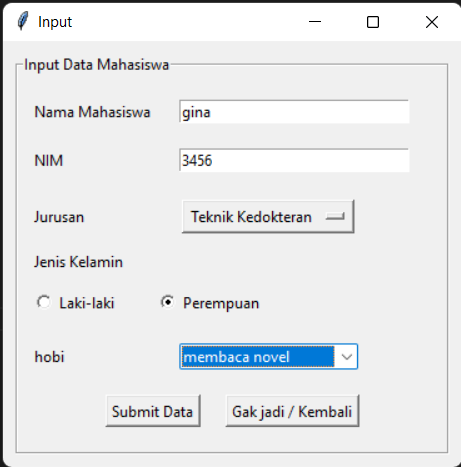 Input
Input Data Mahasiswa
Nama Mahasiswa gina
NIM 3456
Jurusan Teknik Kedokteran
Jenis Kelamin
Laki-laki Perempuan
hobi membaca novel
Submit Data Gak jadi / Kembali